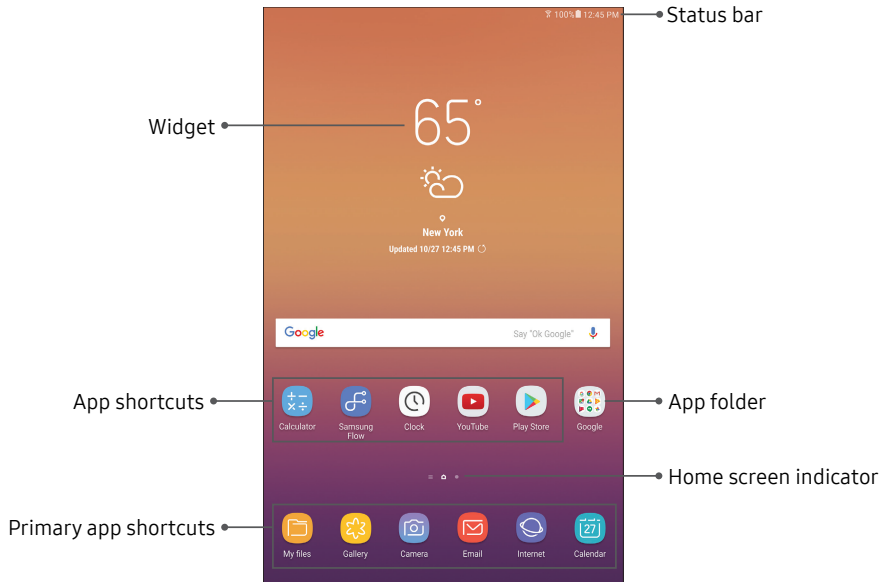 100% 12:45 PM
Status bar
Widget
65°
New York
Updated 10/27 12:45 PM
Google
Say "Ok Google"
App shortcuts
Calculator
Samsung
Flow
Clock
YouTube
Play Store
Google
App folder
Home screen indicator
Primary app shortcuts
My files
Gallery
Camera
Email
Internet
27
Calendar